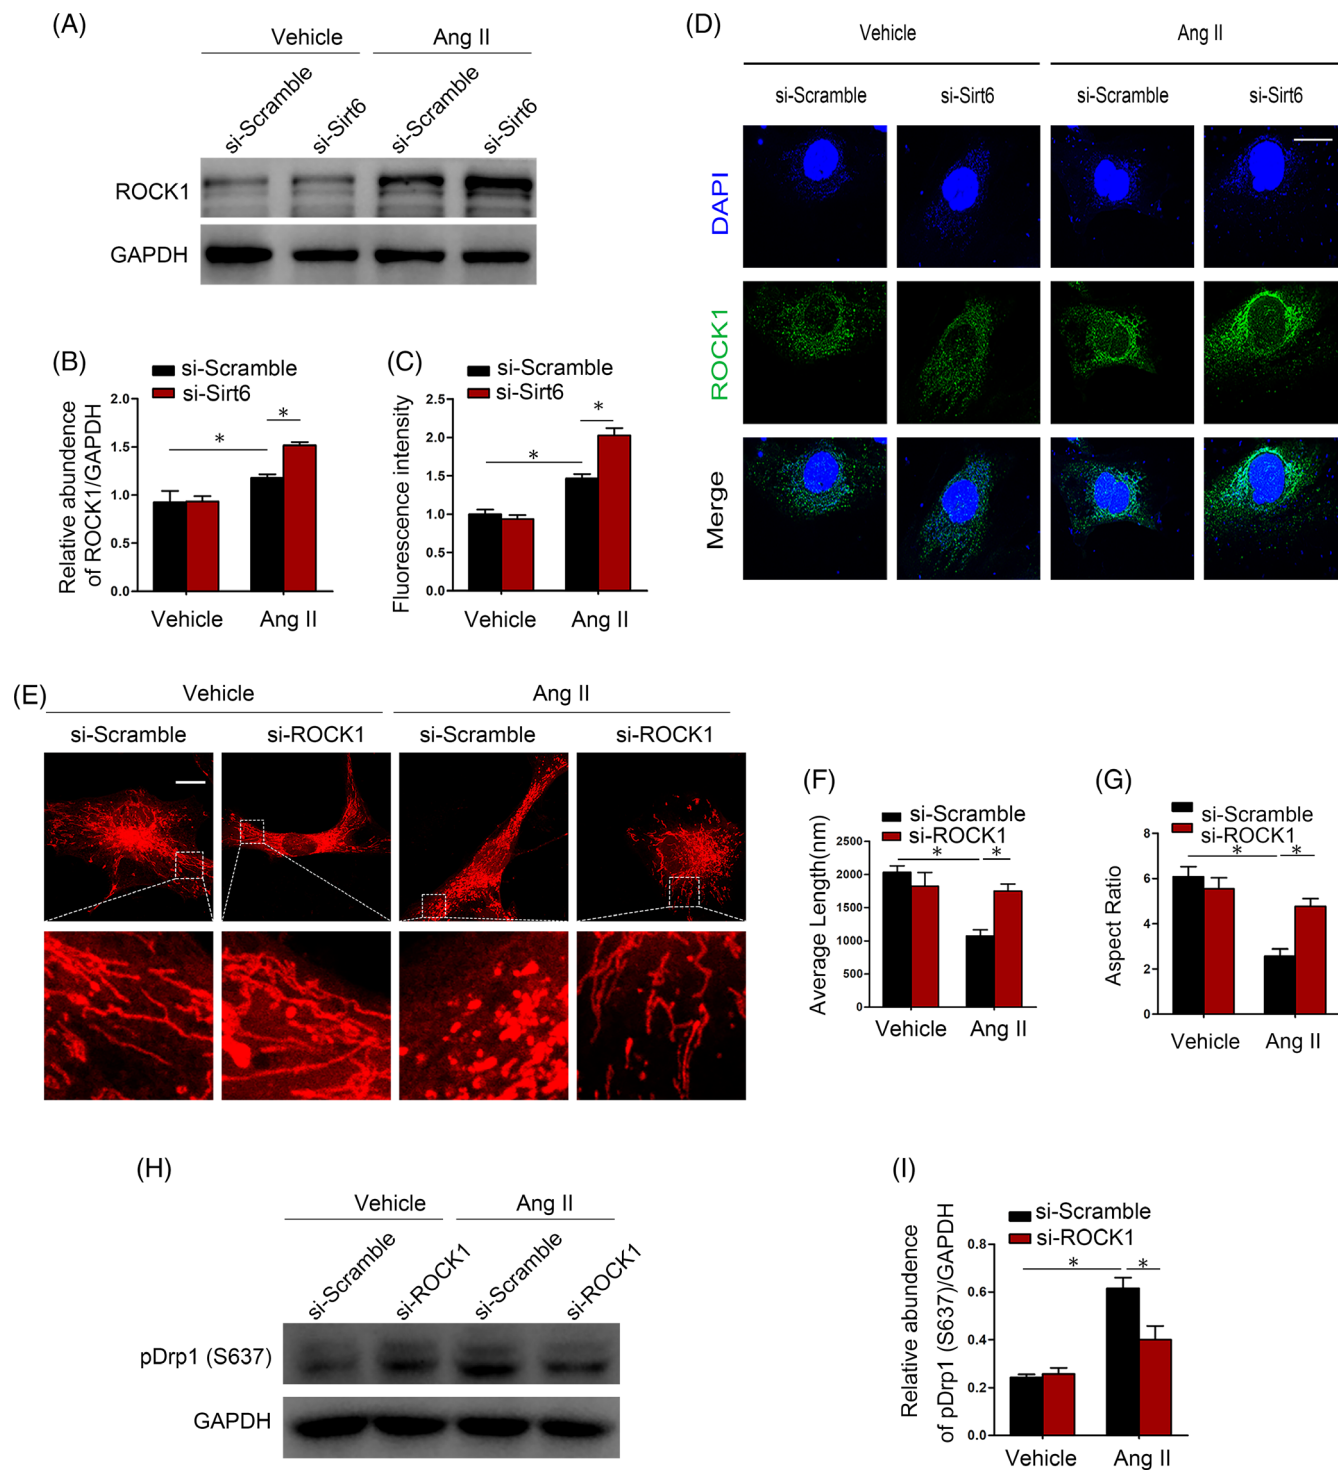 (A)
Vehicle Ang II
si-Scramble si-Sirt6 si-Scramble si-Sirt6
ROCK1
GAPDH
(B)
si-Scramble
si-Sirt6
Relative abundence
of ROCK1/GAPDH
2.0
1.5
1.0
0.5
0.0
* *
Vehicle Ang II
(C)
si-Scramble
si-Sirt6
Fluorescence intensity
2.5
2.0
1.5
1.0
0.5
0.0
* *
Vehicle Ang II
(D)
Vehicle Ang II
si-Scramble si-Sirt6 si-Scramble si-Sirt6
DAPI
ROCK1
Merge
(E)
Vehicle Ang II
si-Scramble si-ROCK1 si-Scramble si-ROCK1
(F)
si-Scramble
si-ROCK1
Average Length(nm)
2500
2000
1500
1000
500
0
* *
Vehicle Ang II
(G)
si-Scramble
si-ROCK1
Aspect Ratio
8
6
4
2
0
* *
Vehicle Ang II
(H)
Vehicle Ang II
si-Scramble si-ROCK1 si-Scramble si-ROCK1
pDrp1 (S637)
GAPDH
(I)
si-Scramble
si-ROCK1
Relative abundence
of pDrp1 (S637)/GAPDH
0.8
0.6
0.4
0.2
0.0
* *
Vehicle Ang II